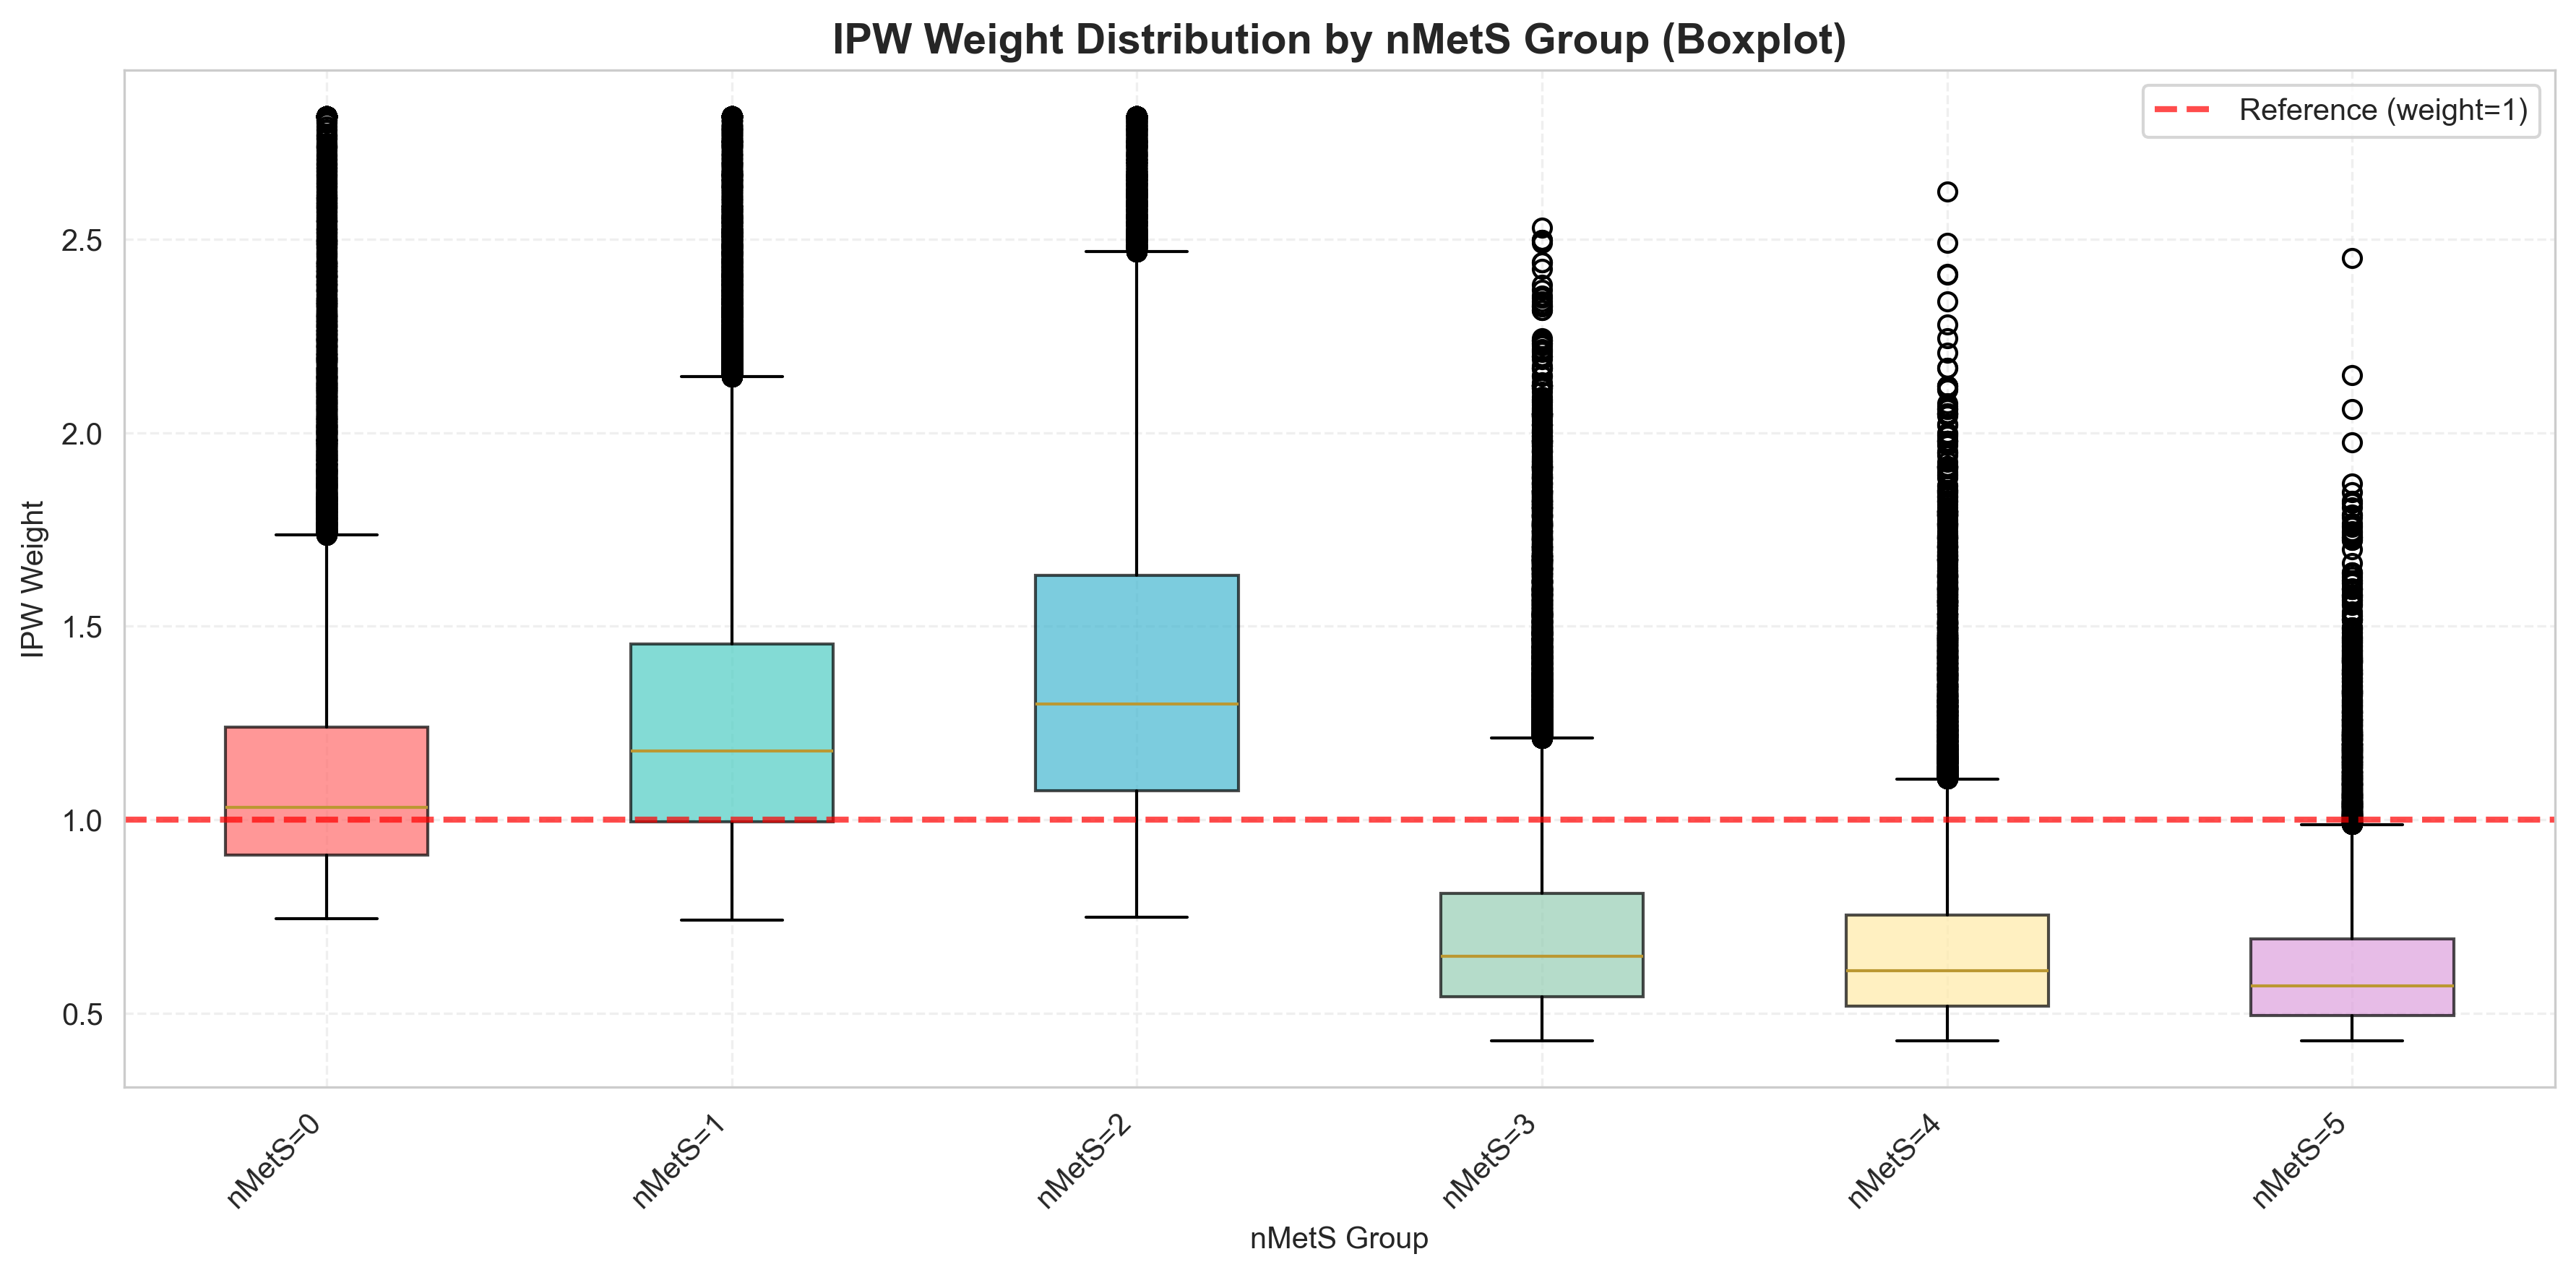 IPW Weight Distribution by nMetS Group (Boxplot)
Reference (weight=1)
IPW Weight
2.5
2.0
1.5
1.0
0.5
nMetS=0
nMetS=1
nMetS=2
nMetS=3
nMetS=4
nMetS=5
nMetS Group